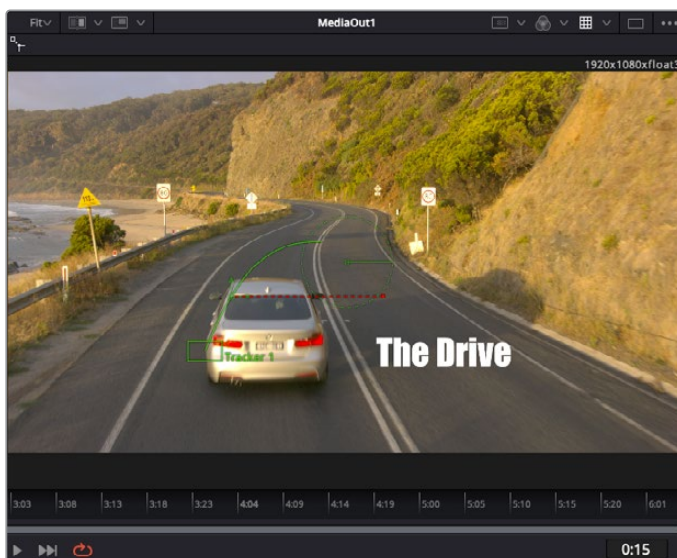 Fit MediaOut1
1920x1080xfloat3
Tracker 1
The Drive
3:03 3:08 3:13 3:18 3:23 4:04 4:09 4:14 4:19 5:00 5:05 5:10 5:15 5:20 6:01
0:15